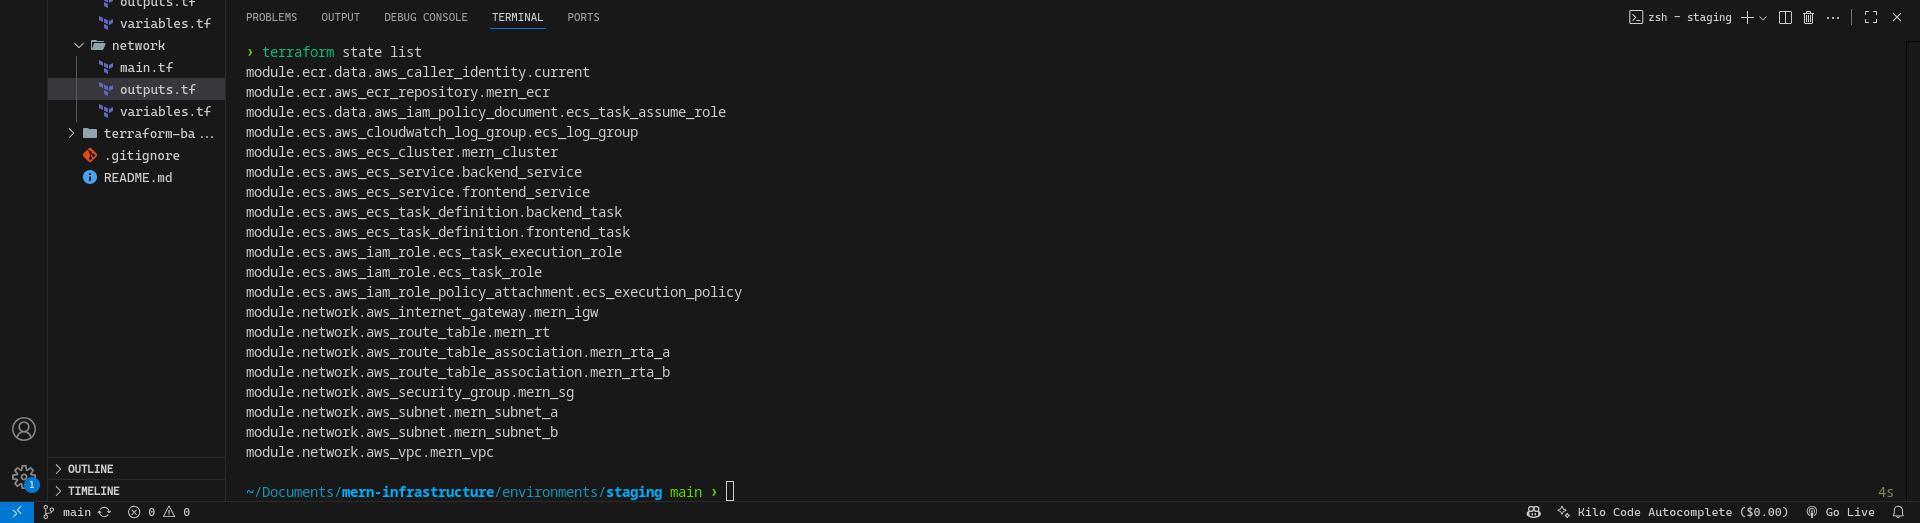 outputs.tf
variables.tf
network
main.tf
outputs.tf
variables.tf
terraform-ba...
.gitignore
README.md
OUTLINE
TIMELINE
1
PROBLEMS OUTPUT DEBUG CONSOLE TERMINAL PORTS
zsh - staging
❯ terraform state list
module.ecr.data.aws_caller_identity.current
module.ecr.aws_ecr_repository.mern_ecr
module.ecs.data.aws_iam_policy_document.ecs_task_assume_role
module.ecs.aws_cloudwatch_log_group.ecs_log_group
module.ecs.aws_ecs_cluster.mern_cluster
module.ecs.aws_ecs_service.backend_service
module.ecs.aws_ecs_service.frontend_service
module.ecs.aws_ecs_task_definition.backend_task
module.ecs.aws_ecs_task_definition.frontend_task
module.ecs.aws_iam_role.ecs_task_execution_role
module.ecs.aws_iam_role.ecs_task_role
module.ecs.aws_iam_role_policy_attachment.ecs_execution_policy
module.network.aws_internet_gateway.mern_igw
module.network.aws_route_table.mern_rt
module.network.aws_route_table_association.mern_rta_a
module.network.aws_route_table_association.mern_rta_b
module.network.aws_security_group.mern_sg
module.network.aws_subnet.mern_subnet_a
module.network.aws_subnet.mern_subnet_b
module.network.aws_vpc.mern_vpc
~/Documents/mern-infrastructure/environments/staging main ❯ 4s
main 0 0 Kilo Code Autocomplete ($0.00) Go Live